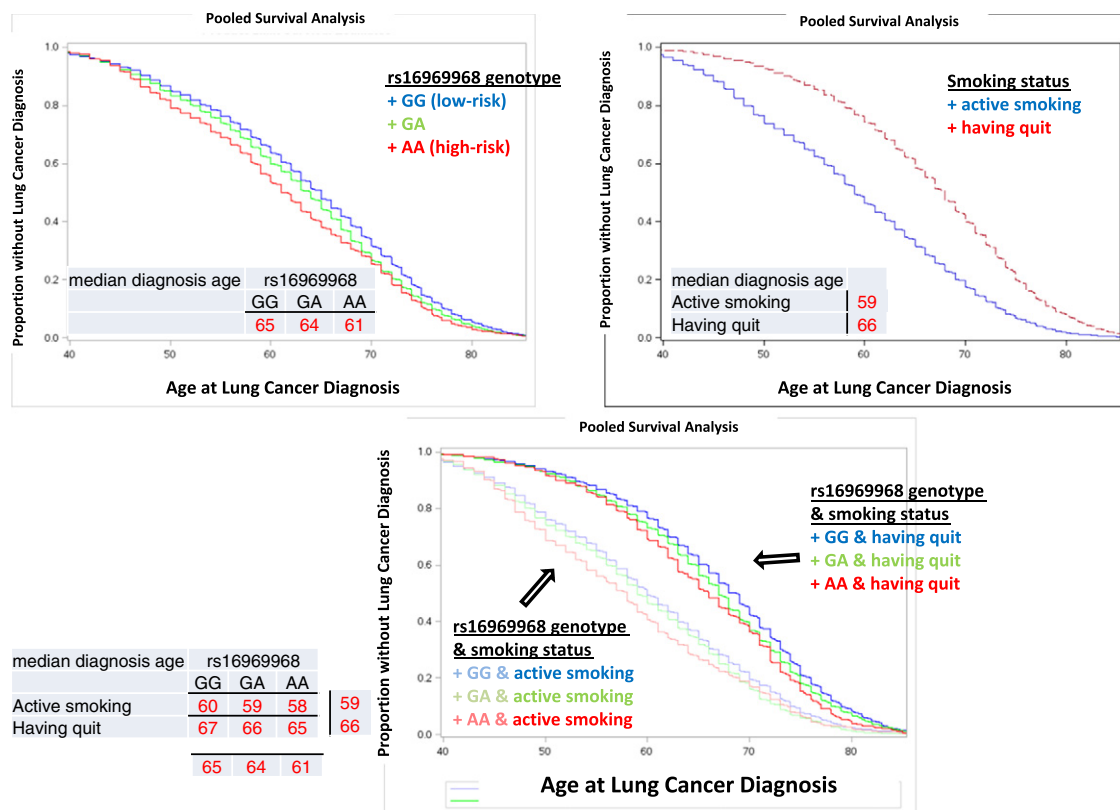 Pooled Survival Analysis
Proportion without Lung Cancer Diagnosis
1.0
0.8
0.6
0.4
0.2
0.0
rs16969968 genotype
+ GG (low-risk)
+ GA
+ AA (high-risk)
median diagnosis age rs16969968
GG GA AA
65 64 61
40 50 60 70 80
Age at Lung Cancer Diagnosis
Pooled Survival Analysis
Proportion without Lung Cancer Diagnosis
1.0
0.8
0.6
0.4
0.2
0.0
Smoking status
+ active smoking
+ having quit
median diagnosis age
Active smoking 59
Having quit 66
40 50 60 70 80
Age at Lung Cancer Diagnosis
Pooled Survival Analysis
Proportion without Lung Cancer Diagnosis
1.0
0.8
0.6
0.4
0.2
0.0
rs16969968 genotype
& smoking status
+ GG & having quit
+ GA & having quit
+ AA & having quit
rs16969968 genotype
& smoking status
+ GG & active smoking
+ GA & active smoking
+ AA & active smoking
40 50 60 70 80
Age at Lung Cancer Diagnosis
median diagnosis age rs16969968
GG GA AA
Active smoking 60 59 58 59
Having quit 67 66 65 66
65 64 61